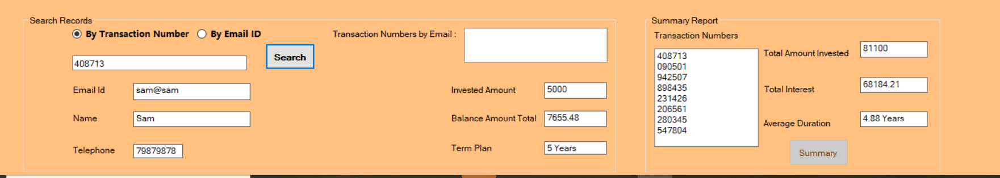 Search Records
By Transaction Number By Email ID
408713
Search
Transaction Numbers by Email :
Email Id sam@sam
Name Sam
Telephone 79879878
Invested Amount 5000
Balance Amount Total 7655.48
Term Plan 5 Years
Summary Report
Transaction Numbers
408713
090501
942507
898435
231426
206561
280345
547804
Total Amount Invested 81100
Total Interest 68184.21
Average Duration 4.88 Years
Summary